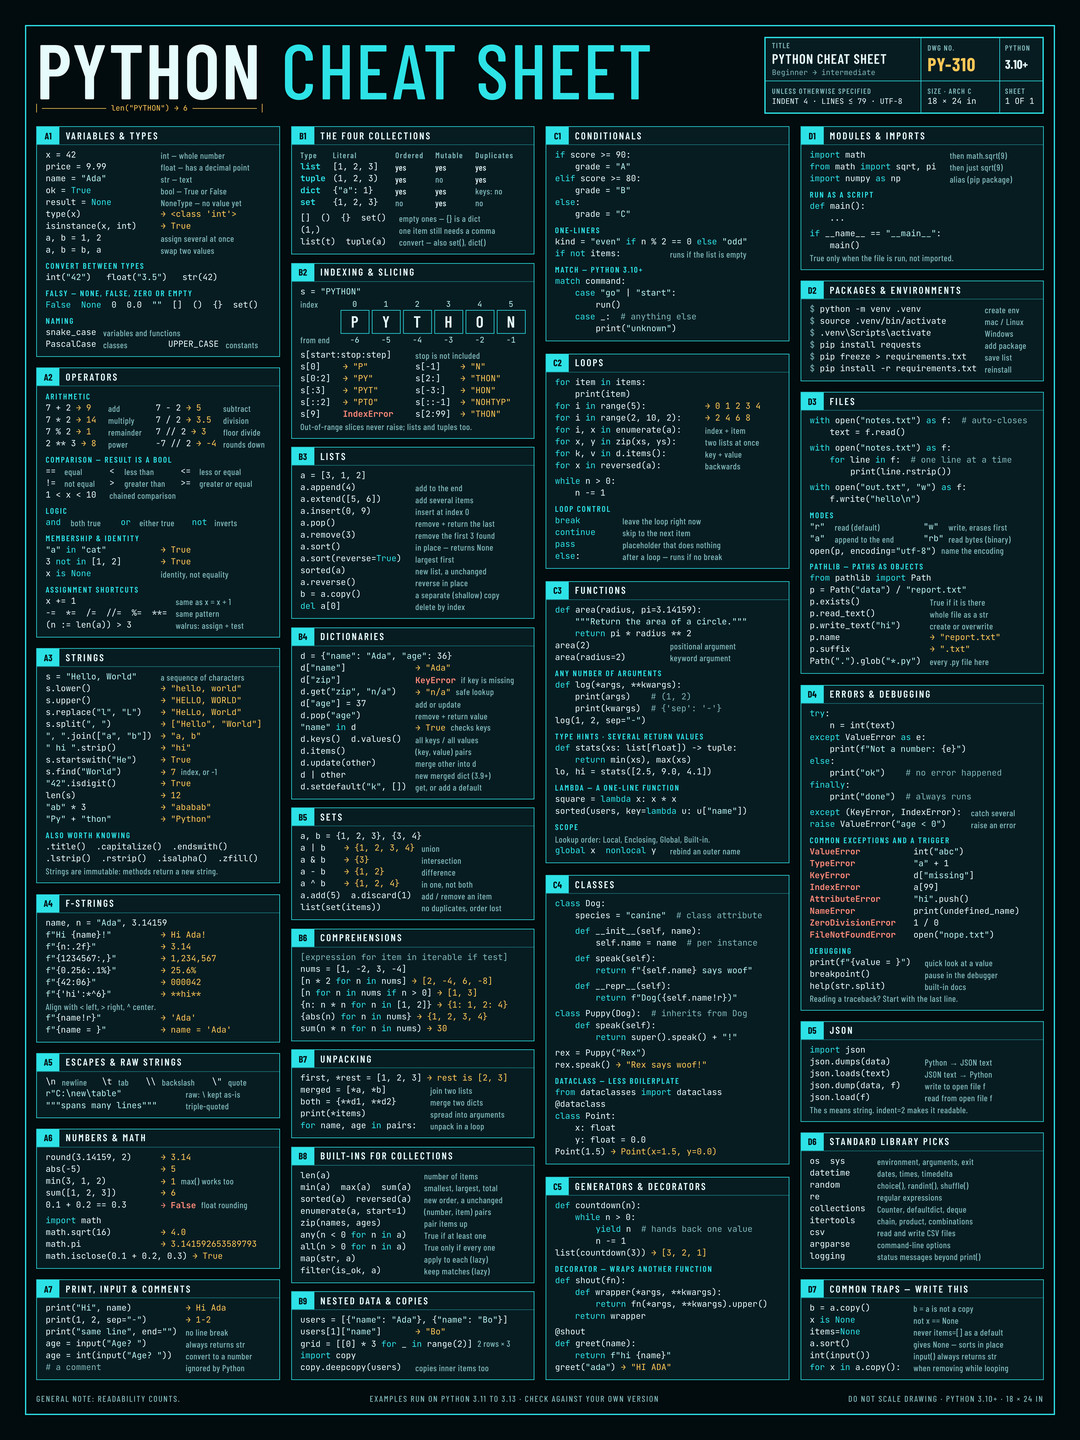 PYTHON CHEAT SHEET
len("PYTHON") → 6
TITLE
PYTHON CHEAT SHEET
Beginner → intermediate
DWG NO.
PY-310
PYTHON
3.10+
UNLESS OTHERWISE SPECIFIED
INDENT 4 · LINES ≤ 79 · UTF-8
SIZE · ARCH C
18 × 24 in
SHEET
1 OF 1
A1 VARIABLES & TYPES
x = 42 int — whole number
price = 9.99 float — has a decimal point
name = "Ada" str — text
ok = True bool — True or False
result = None NoneType — no value yet
type(x) → <class 'int'>
isinstance(x, int) → True
a, b = 1, 2 assign several at once
a, b = b, a swap two values
CONVERT BETWEEN TYPES
int("42") float("3.5") str(42)
FALSY — NONE, FALSE, ZERO OR EMPTY
False None 0 0.0 "" [] () {} set()
NAMING
snake_case variables and functions
PascalCase classes UPPER_CASE constants
A2 OPERATORS
ARITHMETIC
7 + 2 → 9 add 7 - 2 → 5 subtract
7 * 2 → 14 multiply 7 / 2 → 3.5 division
7 % 2 → 1 remainder 7 // 2 → 3 floor divide
2 ** 3 → 8 power -7 // 2 → -4 rounds down
COMPARISON — RESULT IS A BOOL
== equal < less than <= less or equal
!= not equal > greater than >= greater or equal
1 < x < 10 chained comparison
LOGIC
and both true or either true not inverts
MEMBERSHIP & IDENTITY
"a" in "cat" → True
3 not in [1, 2] → True
x is None identity, not equality
ASSIGNMENT SHORTCUTS
x += 1 same as x = x + 1
-= *= /= //= %= **= same pattern
(n := len(a)) > 3 walrus: assign + test
A3 STRINGS
s = "Hello, World" a sequence of characters
s.lower() → "hello, world"
s.upper() → "HELLO, WORLD"
s.replace("l", "L") → "HeLLo, WorLd"
s.split(", ") → ["Hello", "World"]
", ".join(["a", "b"]) → "a, b"
" hi ".strip() → "hi"
s.startswith("He") → True
s.find("World") → 7 index, or -1
"42".isdigit() → True
len(s) → 12
"ab" * 3 → "ababab"
"Py" + "thon" → "Python"
ALSO WORTH KNOWING
.title() .capitalize() .endswith()
.lstrip() .rstrip() .isalpha() .zfill()
Strings are immutable: methods return a new string.
A4 F-STRINGS
name, n = "Ada", 3.14159
f"Hi {name}!" → Hi Ada!
f"{n:.2f}" → 3.14
f"{1234567:,}" → 1,234,567
f"{0.256:.1%}" → 25.6%
f"{42:06}" → 000042
f"{'hi':*^6}" → **hi**
Align with < left, > right, ^ center.
f"{name!r}" → 'Ada'
f"{name = }" → name = 'Ada'
A5 ESCAPES & RAW STRINGS
\n newline \t tab \\ backslash \" quote
r"C:\new\table" raw: \ kept as-is
"""spans many lines""" triple-quoted
A6 NUMBERS & MATH
round(3.14159, 2) → 3.14
abs(-5) → 5
min(3, 1, 2) → 1 max() works too
sum([1, 2, 3]) → 6
0.1 + 0.2 == 0.3 → False float rounding
import math
math.sqrt(16) → 4.0
math.pi → 3.141592653589793
math.isclose(0.1 + 0.2, 0.3) → True
A7 PRINT, INPUT & COMMENTS
print("Hi", name) → Hi Ada
print(1, 2, sep="-") → 1-2
print("same line", end="") no line break
age = input("Age? ") always returns str
age = int(input("Age? ")) convert to a number
# a comment ignored by Python
B1 THE FOUR COLLECTIONS
Type Literal Ordered Mutable Duplicates
list [1, 2, 3] yes yes yes
tuple (1, 2, 3) yes no yes
dict {"a": 1} yes yes keys: no
set {1, 2, 3} no yes no
[] () {} set() empty ones — {} is a dict
(1,) one item still needs a comma
list(t) tuple(a) convert — also set(), dict()
B2 INDEXING & SLICING
s = "PYTHON"
index 0 1 2 3 4 5
P Y T H O N
from end -6 -5 -4 -3 -2 -1
s[start:stop:step] stop is not included
s[0] → "P" s[-1] → "N"
s[0:2] → "PY" s[2:] → "THON"
s[:3] → "PYT" s[-3:] → "HON"
s[::2] → "PTO" s[::-1] → "NOHTYP"
s[9] IndexError s[2:99] → "THON"
Out-of-range slices never raise; lists and tuples too.
B3 LISTS
a = [3, 1, 2]
a.append(4) add to the end
a.extend([5, 6]) add several items
a.insert(0, 9) insert at index 0
a.pop() remove + return the last
a.remove(3) remove the first 3 found
a.sort() in place — returns None
a.sort(reverse=True) largest first
sorted(a) new list, a unchanged
a.reverse() reverse in place
b = a.copy() a separate (shallow) copy
del a[0] delete by index
B4 DICTIONARIES
d = {"name": "Ada", "age": 36}
d["name"] → "Ada"
d["zip"] KeyError if key is missing
d.get("zip", "n/a") → "n/a" safe lookup
d["age"] = 37 add or update
d.pop("age") remove + return value
"name" in d → True checks keys
d.keys() d.values() all keys / all values
d.items() (key, value) pairs
d.update(other) merge other into d
d | other new merged dict (3.9+)
d.setdefault("k", []) get, or add a default
B5 SETS
a, b = {1, 2, 3}, {3, 4}
a | b → {1, 2, 3, 4} union
a & b → {3} intersection
a - b → {1, 2} difference
a ^ b → {1, 2, 4} in one, not both
a.add(5) a.discard(1) add / remove an item
list(set(items)) no duplicates, order lost
B6 COMPREHENSIONS
[expression for item in iterable if test]
nums = [1, -2, 3, -4]
[n * 2 for n in nums] → [2, -4, 6, -8]
[n for n in nums if n > 0] → [1, 3]
{n: n * n for n in [1, 2]} → {1: 1, 2: 4}
{abs(n) for n in nums} → {1, 2, 3, 4}
sum(n * n for n in nums) → 30
B7 UNPACKING
first, *rest = [1, 2, 3] → rest is [2, 3]
merged = [*a, *b] join two lists
both = {**d1, **d2} merge two dicts
print(*items) spread into arguments
for name, age in pairs: unpack in a loop
B8 BUILT-INS FOR COLLECTIONS
len(a) number of items
min(a) max(a) sum(a) smallest, largest, total
sorted(a) reversed(a) new order, a unchanged
enumerate(a, start=1) (number, item) pairs
zip(names, ages) pair items up
any(n < 0 for n in a) True if at least one
all(n > 0 for n in a) True only if every one
map(str, a) apply to each (lazy)
filter(is_ok, a) keep matches (lazy)
B9 NESTED DATA & COPIES
users = [{"name": "Ada"}, {"name": "Bo"}]
users[1]["name"] → "Bo"
grid = [[0] * 3 for _ in range(2)] 2 rows × 3
import copy
copy.deepcopy(users) copies inner items too
C1 CONDITIONALS
if score >= 90:
grade = "A"
elif score >= 80:
grade = "B"
else:
grade = "C"
ONE-LINERS
kind = "even" if n % 2 == 0 else "odd"
if not items: runs if the list is empty
MATCH — PYTHON 3.10+
match command:
case "go" | "start":
run()
case _: # anything else
print("unknown")
C2 LOOPS
for item in items:
print(item)
for i in range(5): → 0 1 2 3 4
for i in range(2, 10, 2): → 2 4 6 8
for i, x in enumerate(a): index + item
for x, y in zip(xs, ys): two lists at once
for k, v in d.items(): key + value
for x in reversed(a): backwards
while n > 0:
n -= 1
LOOP CONTROL
break leave the loop right now
continue skip to the next item
pass placeholder that does nothing
else: after a loop — runs if no break
C3 FUNCTIONS
def area(radius, pi=3.14159):
"""Return the area of a circle."""
return pi * radius ** 2
area(2) positional argument
area(radius=2) keyword argument
ANY NUMBER OF ARGUMENTS
def log(*args, **kwargs):
print(args) # (1, 2)
print(kwargs) # {'sep': '-'}
log(1, 2, sep="-")
TYPE HINTS · SEVERAL RETURN VALUES
def stats(xs: list[float]) -> tuple:
return min(xs), max(xs)
lo, hi = stats([2.5, 9.0, 4.1])
LAMBDA — A ONE-LINE FUNCTION
square = lambda x: x * x
sorted(users, key=lambda u: u["name"])
SCOPE
Lookup order: Local, Enclosing, Global, Built-in.
global x nonlocal y rebind an outer name
C4 CLASSES
class Dog:
species = "canine" # class attribute
def __init__(self, name):
self.name = name # per instance
def speak(self):
return f"{self.name} says woof"
def __repr__(self):
return f"Dog({self.name!r})"
class Puppy(Dog): # inherits from Dog
def speak(self):
return super().speak() + "!"
rex = Puppy("Rex")
rex.speak() → "Rex says woof!"
DATACLASS — LESS BOILERPLATE
from dataclasses import dataclass
@dataclass
class Point:
x: float
y: float = 0.0
Point(1.5) → Point(x=1.5, y=0.0)
C5 GENERATORS & DECORATORS
def countdown(n):
while n > 0:
yield n # hands back one value
n -= 1
list(countdown(3)) → [3, 2, 1]
DECORATOR — WRAPS ANOTHER FUNCTION
def shout(fn):
def wrapper(*args, **kwargs):
return fn(*args, **kwargs).upper()
return wrapper
@shout
def greet(name):
return f"hi {name}"
greet("ada") → "HI ADA"
D1 MODULES & IMPORTS
import math then math.sqrt(9)
from math import sqrt, pi then just sqrt(9)
import numpy as np alias (pip package)
RUN AS A SCRIPT
def main():
...
if __name__ == "__main__":
main()
True only when the file is run, not imported.
D2 PACKAGES & ENVIRONMENTS
$ python -m venv .venv create env
$ source .venv/bin/activate mac / Linux
$ .venv\Scripts\activate Windows
$ pip install requests add package
$ pip freeze > requirements.txt save list
$ pip install -r requirements.txt reinstall
D3 FILES
with open("notes.txt") as f: # auto-closes
text = f.read()
with open("notes.txt") as f:
for line in f: # one line at a time
print(line.rstrip())
with open("out.txt", "w") as f:
f.write("hello\n")
MODES
"r" read (default) "w" write, erases first
"a" append to the end "rb" read bytes (binary)
open(p, encoding="utf-8") name the encoding
PATHLIB — PATHS AS OBJECTS
from pathlib import Path
p = Path("data") / "report.txt"
p.exists() True if it is there
p.read_text() whole file as a str
p.write_text("hi") create or overwrite
p.name → "report.txt"
p.suffix → ".txt"
Path(".").glob("*.py") every .py file here
D4 ERRORS & DEBUGGING
try:
n = int(text)
except ValueError as e:
print(f"Not a number: {e}")
else:
print("ok") # no error happened
finally:
print("done") # always runs
except (KeyError, IndexError): catch several
raise ValueError("age < 0") raise an error
COMMON EXCEPTIONS AND A TRIGGER
ValueError int("abc")
TypeError "a" + 1
KeyError d["missing"]
IndexError a[99]
AttributeError "hi".push()
NameError print(undefined_name)
ZeroDivisionError 1 / 0
FileNotFoundError open("nope.txt")
DEBUGGING
print(f"{value = }") quick look at a value
breakpoint() pause in the debugger
help(str.split) built-in docs
Reading a traceback? Start with the last line.
D5 JSON
import json
json.dumps(data) Python → JSON text
json.loads(text) JSON text → Python
json.dump(data, f) write to open file f
json.load(f) read from open file f
The s means string. indent=2 makes it readable.
D6 STANDARD LIBRARY PICKS
os sys environment, arguments, exit
datetime dates, times, timedelta
random choice(), randint(), shuffle()
re regular expressions
collections Counter, defaultdict, deque
itertools chain, product, combinations
csv read and write CSV files
argparse command-line options
logging status messages beyond print()
D7 COMMON TRAPS — WRITE THIS
b = a.copy() b = a is not a copy
x is None not x == None
items=None never items=[] as a default
a.sort() gives None — sorts in place
int(input()) input() always returns str
for x in a.copy(): when removing while looping
GENERAL NOTE: READABILITY COUNTS.
EXAMPLES RUN ON PYTHON 3.11 TO 3.13 · CHECK AGAINST YOUR OWN VERSION
DO NOT SCALE DRAWING · PYTHON 3.10+ · 18 × 24 IN